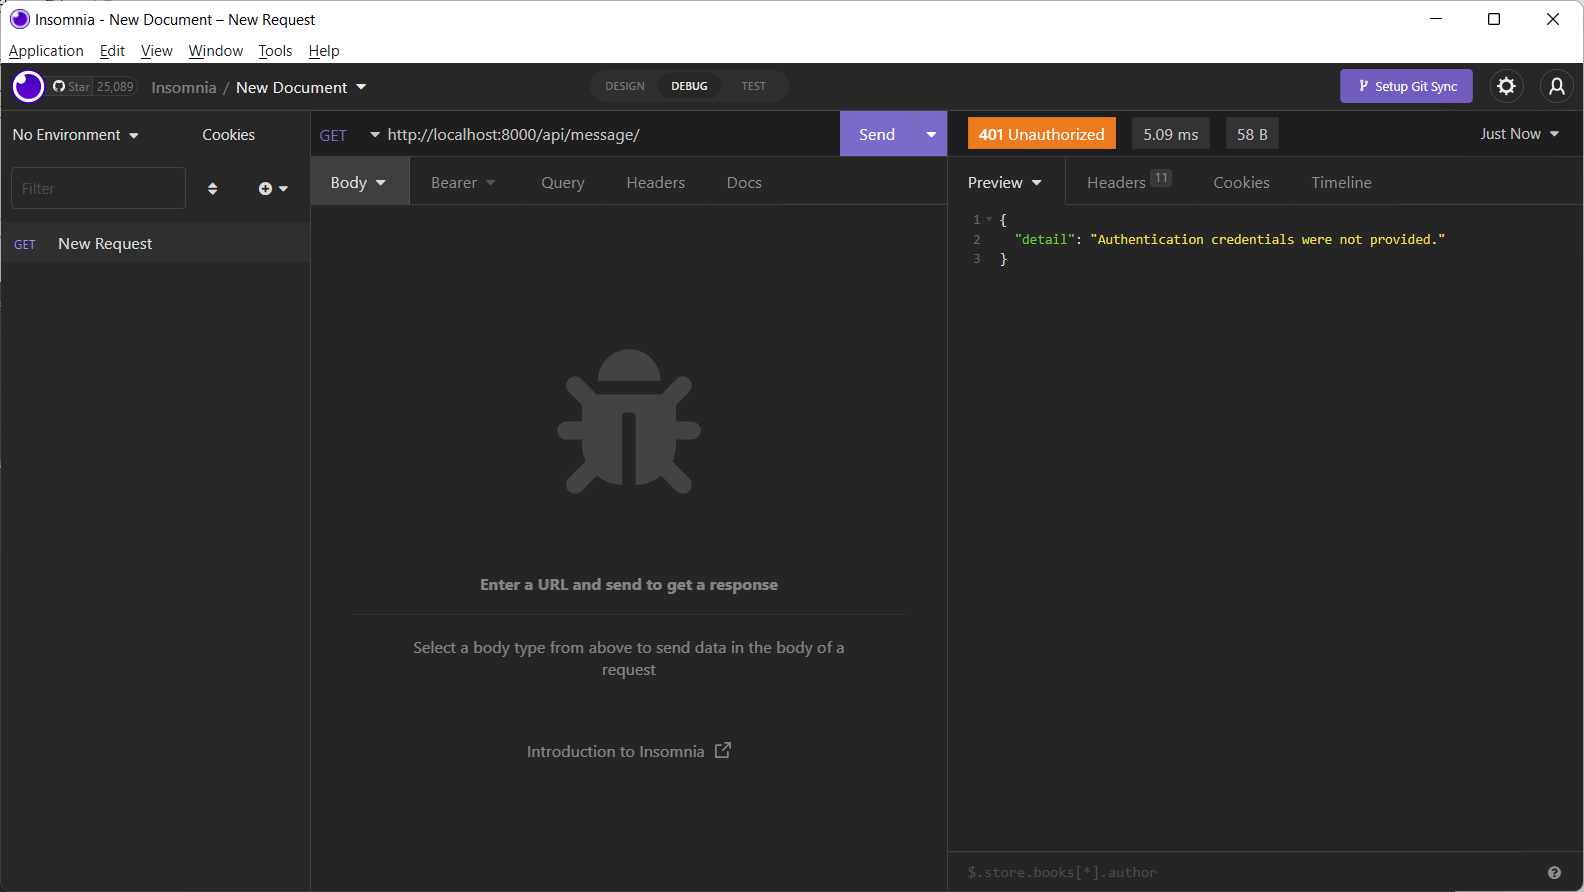 Insomnia - New Document – New Request
Application Edit View Window Tools Help
Star 25,089 Insomnia / New Document DESIGN DEBUG TEST Setup Git Sync
No Environment Cookies
GET http://localhost:8000/api/message/ Send
401 Unauthorized 5.09 ms 58 B Just Now
Filter
Body Bearer Query Headers Docs
Preview Headers 11 Cookies Timeline
GET New Request
1 {
2 "detail": "Authentication credentials were not provided."
3 }
Enter a URL and send to get a response
Select a body type from above to send data in the body of a
request
Introduction to Insomnia
$.store.books[*].author
?